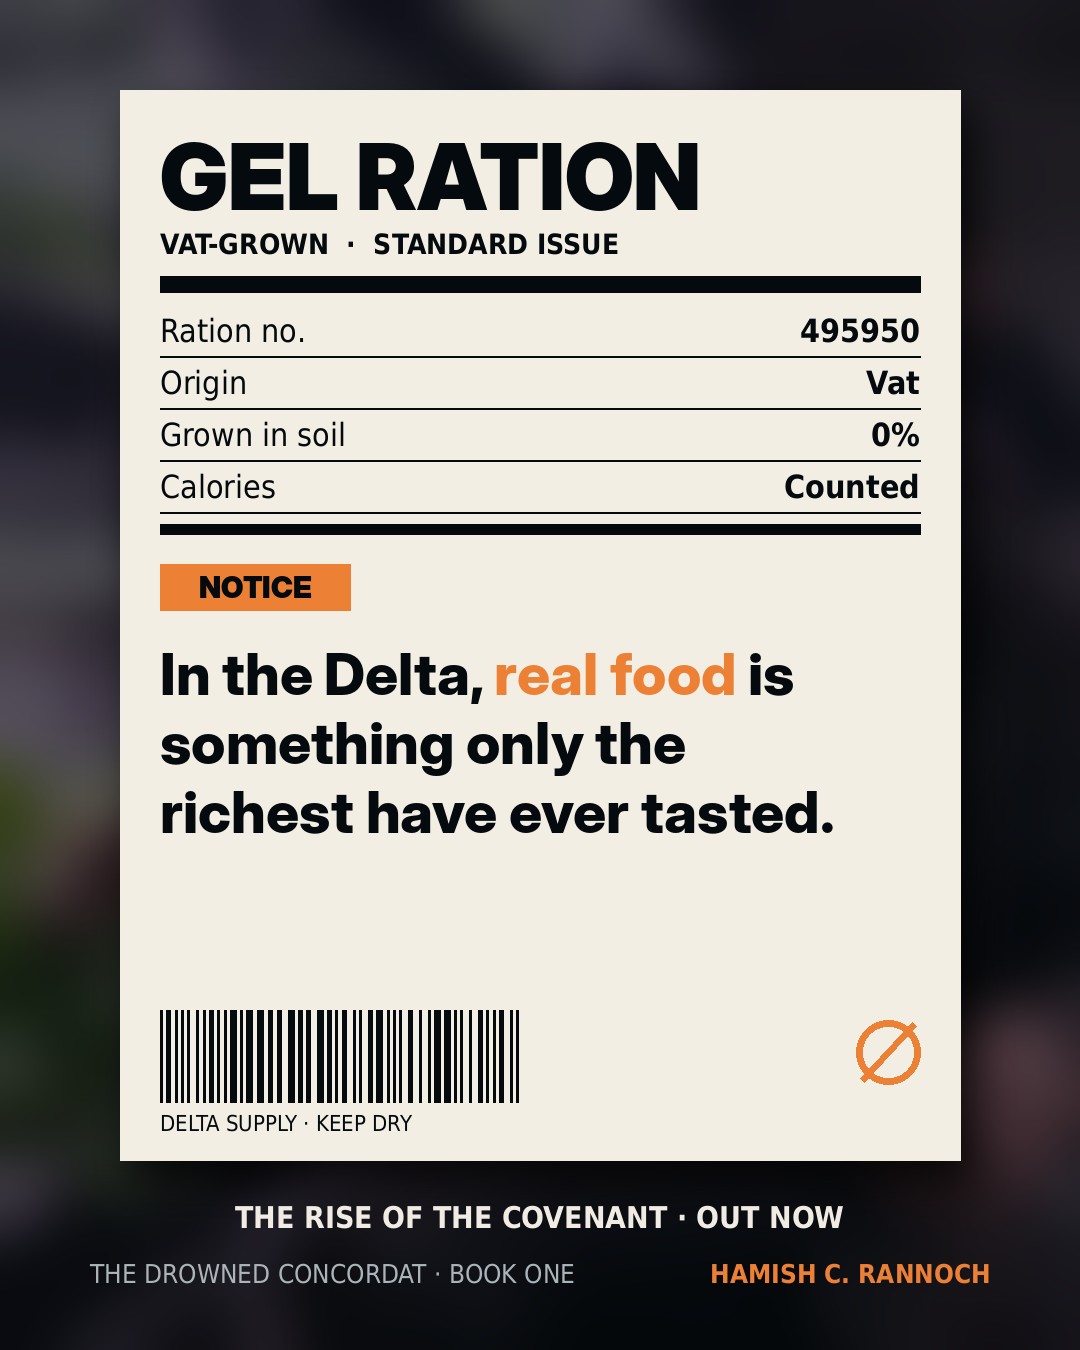 GEL RATION
VAT-GROWN · STANDARD ISSUE
Ration no. 495950
Origin Vat
Grown in soil 0%
Calories Counted
NOTICE
In the Delta, real food is
something only the
richest have ever tasted.
DELTA SUPPLY · KEEP DRY
THE RISE OF THE COVENANT · OUT NOW
THE DROWNED CONCORDAT · BOOK ONE HAMISH C. RANNOCH